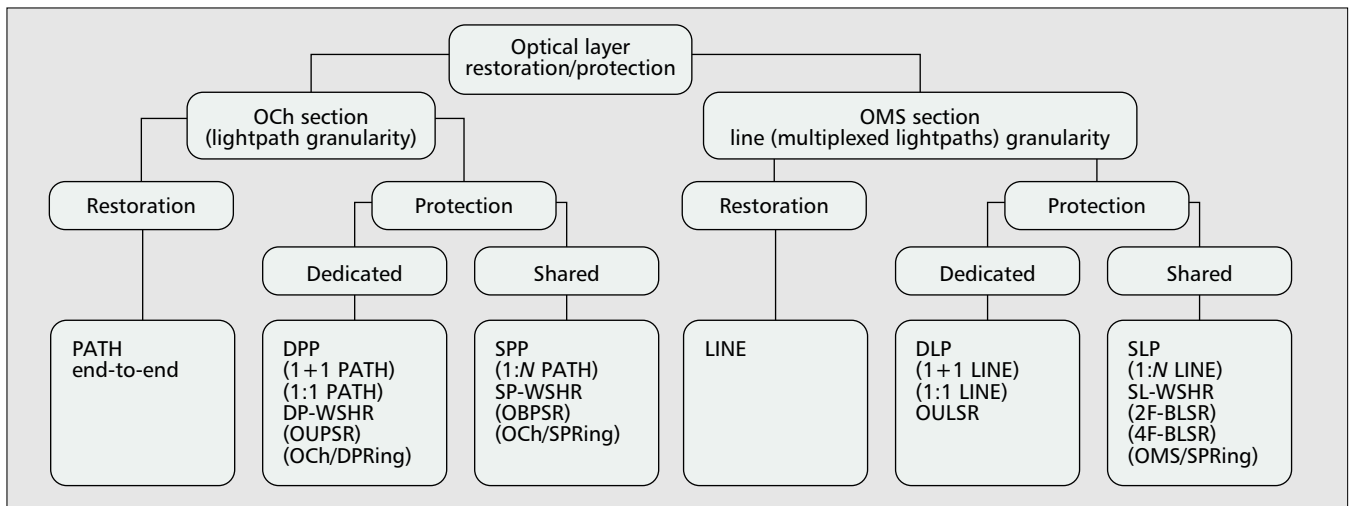 Optical layer
restoration/protection
OCh section
(lightpath granularity)
OMS section
line (multiplexed lightpaths) granularity
Restoration
Protection
Restoration
Protection
Dedicated
Shared
Dedicated
Shared
PATH
end-to-end
DPP
(1+1 PATH)
(1:1 PATH)
DP-WSHR
(OUPSR)
(OCh/DPRing)
SPP
(1:N PATH)
SP-WSHR
(OBPSR)
(OCh/SPRing)
LINE
DLP
(1+1 LINE)
(1:1 LINE)
OULSR
SLP
(1:N LINE)
SL-WSHR
(2F-BLSR)
(4F-BLSR)
(OMS/SPRing)